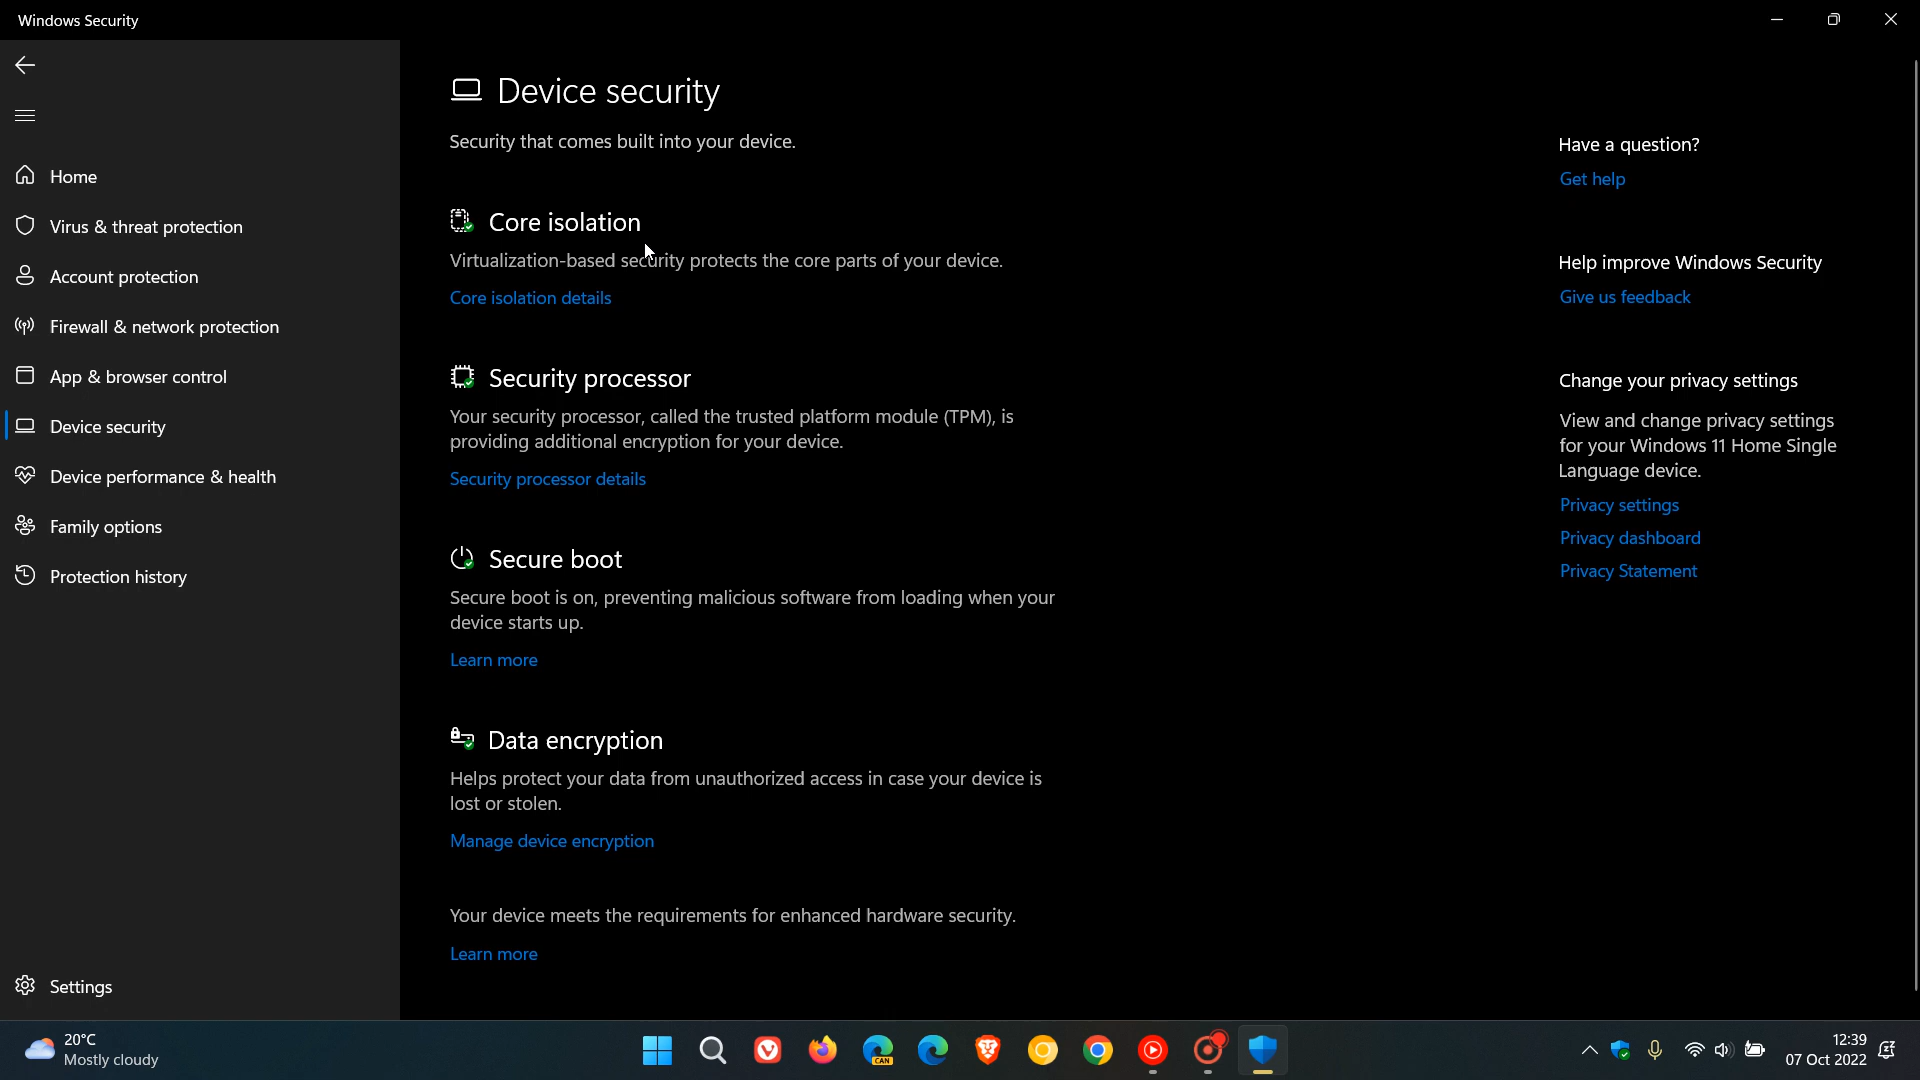 Windows Security
Home
Virus & threat protection
Account protection
Firewall & network protection
App & browser control
Device security
Device performance & health
Family options
Protection history
Settings
Device security
Security that comes built into your device.
Core isolation
Virtualization-based security protects the core parts of your device.
Core isolation details
Security processor
Your security processor, called the trusted platform module (TPM), is
providing additional encryption for your device.
Security processor details
Secure boot
Secure boot is on, preventing malicious software from loading when your
device starts up.
Learn more
Data encryption
Helps protect your data from unauthorized access in case your device is
lost or stolen.
Manage device encryption
Your device meets the requirements for enhanced hardware security.
Learn more
Have a question?
Get help
Help improve Windows Security
Give us feedback
Change your privacy settings
View and change privacy settings
for your Windows 11 Home Single
Language device.
Privacy settings
Privacy dashboard
Privacy Statement
20°C
Mostly cloudy
CAN
12:39
07 Oct 2022